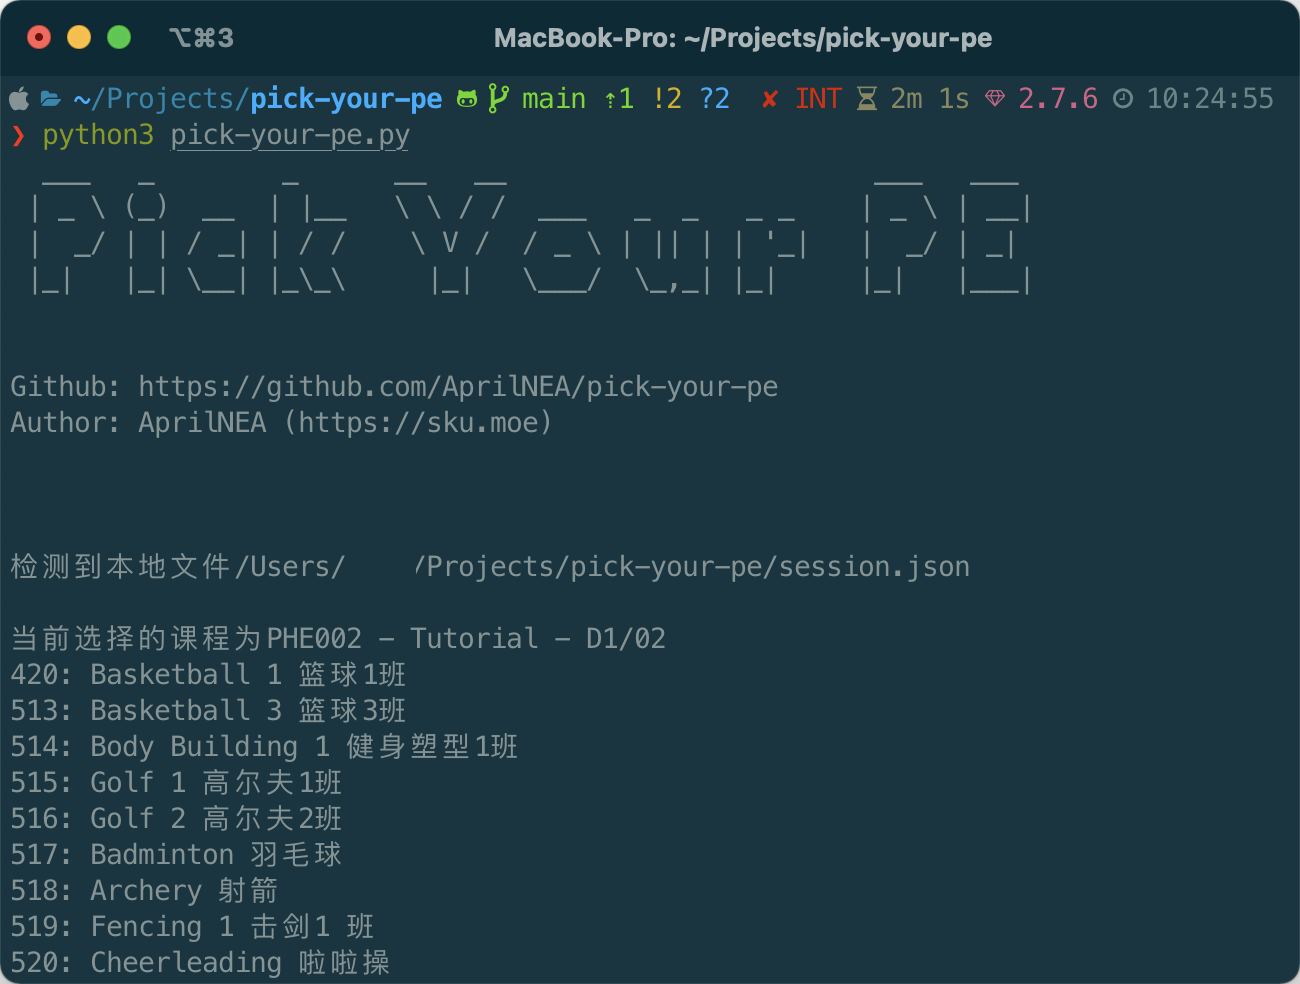 ⌥⌘3 MacBook-Pro: ~/Projects/pick-your-pe
~/Projects/pick-your-pe main ⇡1 !2 ?2 ✘ INT 2m 1s 2.7.6 10:24:55
❯ python3 pick-your-pe.py
Pick Your PE
Github: https://github.com/AprilNEA/pick-your-pe
Author: AprilNEA (https://sku.moe)
检测到本地文件/Users/ /Projects/pick-your-pe/session.json
当前选择的课程为PHE002 - Tutorial - D1/02
420: Basketball 1 篮球1班
513: Basketball 3 篮球3班
514: Body Building 1 健身塑型1班
515: Golf 1 高尔夫1班
516: Golf 2 高尔夫2班
517: Badminton 羽毛球
518: Archery 射箭
519: Fencing 1 击剑1 班
520: Cheerleading 啦啦操